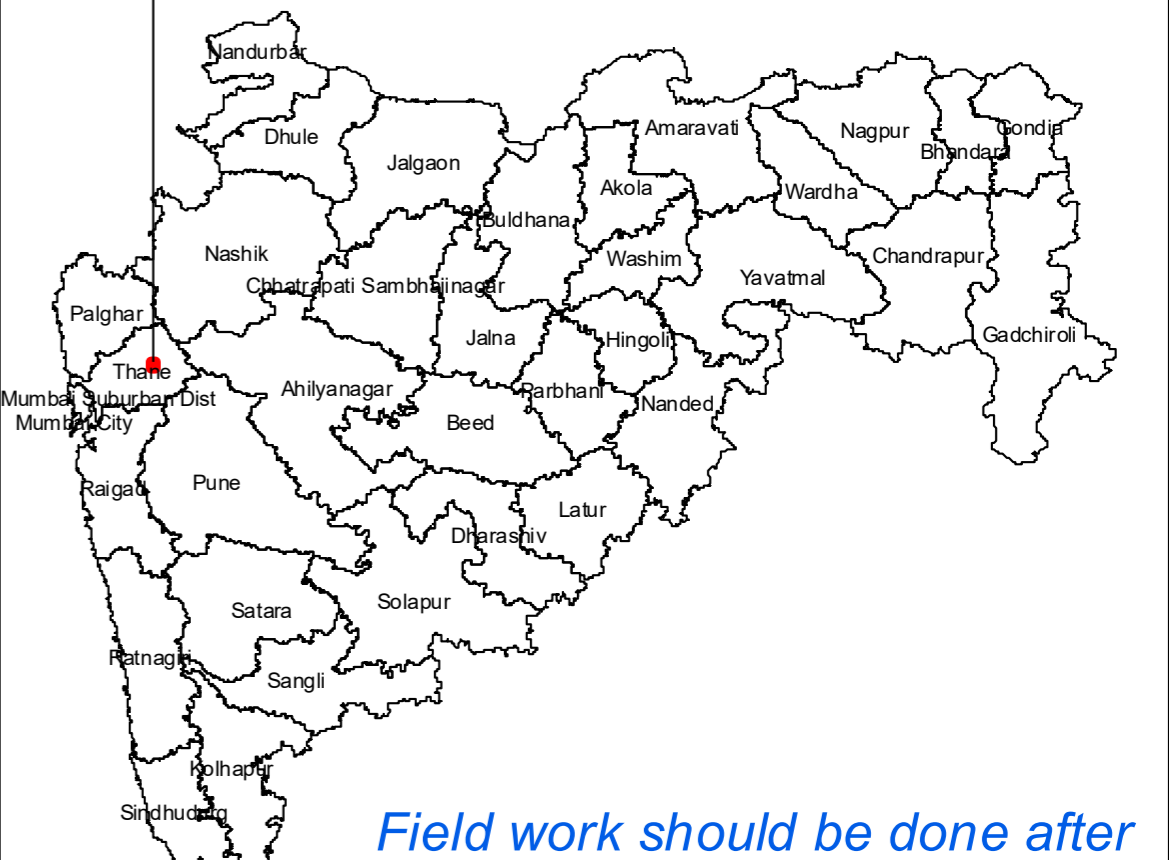 Nandurbar
Dhule
Jalgaon
Amaravati
Nagpur
Gondia
Bhandara
Akola
Wardha
Buldhana
Nashik
Washim
Chandrapur
Yavatmal
Chhatrapati Sambhajinagar
Palghar
Jalna
Hingoli
Gadchiroli
Thane
Ahilyanagar
Parbhani
Mumbai Suburban Dist
Nanded
Mumbai City
Beed
Raigad
Pune
Latur
Dharashiv
Satara
Solapur
Ratnagiri
Sangli
Kolhapur
Sindhudurg
Field work should be done after